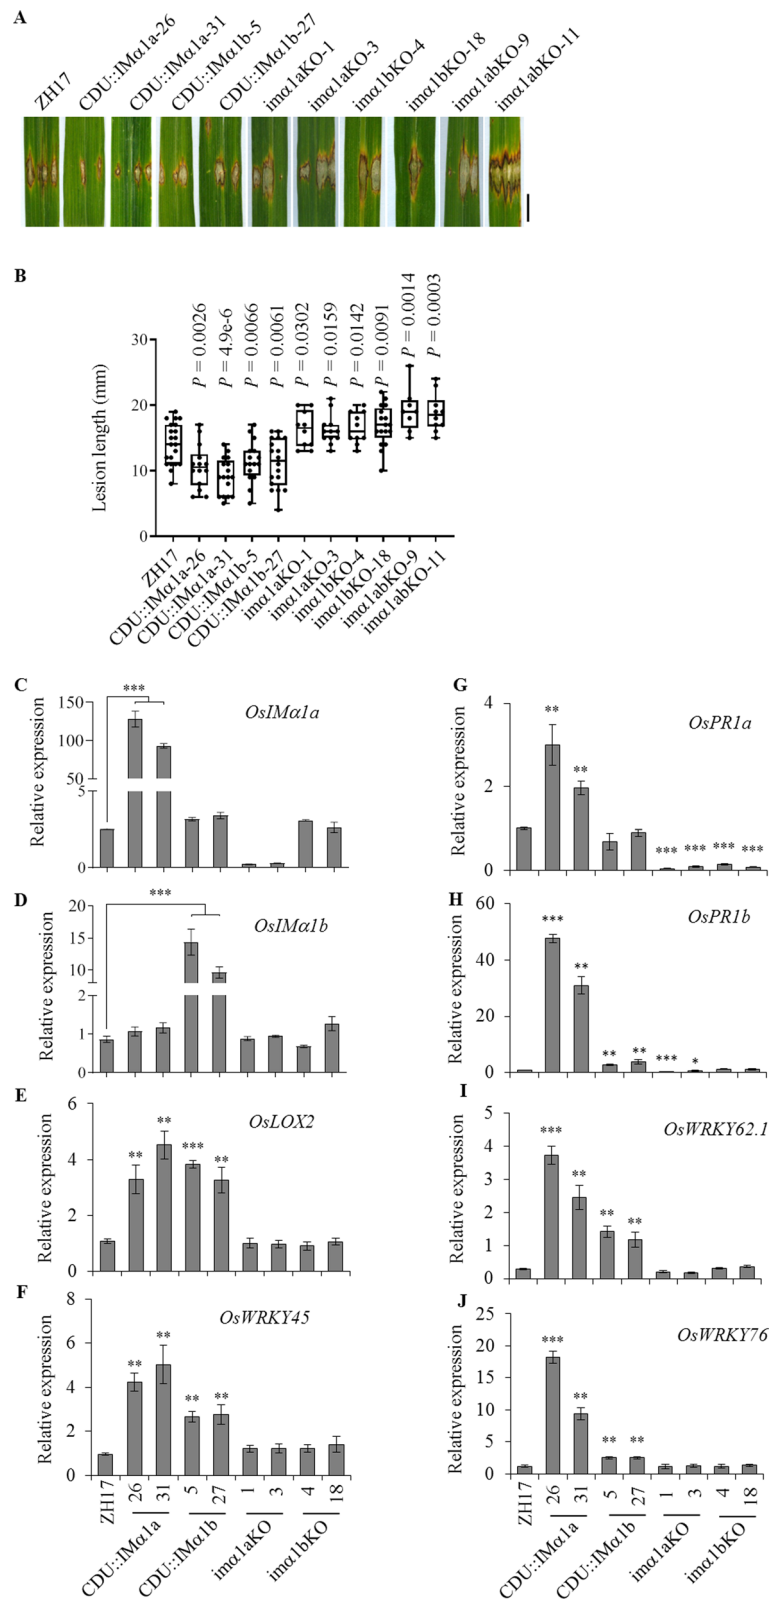 A
ZH17
CDU::IMα1a-26
CDU::IMα1a-31
CDU::IMα1b-5
CDU::IMα1b-27
imα1aKO-1
imα1aKO-3
imα1bKO-4
imα1bKO-18
imα1abKO-9
imα1abKO-11
B
Lesion length (mm)
30
20
10
0
P = 0.0026
P = 4.9e-6
P = 0.0066
P = 0.0061
P = 0.0302
P = 0.0159
P = 0.0142
P = 0.0091
P = 0.0014
P = 0.0003
ZH17
CDU::IMα1a-26
CDU::IMα1a-31
CDU::IMα1b-5
CDU::IMα1b-27
imα1aKO-1
imα1aKO-3
imα1bKO-4
imα1bKO-18
imα1abKO-9
imα1abKO-11
C
Relative expression
150
100
50
5
0
***
OsIMα1a
D
Relative expression
20
15
10
2
1
0
***
OsIMα1b
E
Relative expression
6
4
2
0
** ** *** **
OsLOX2
F
Relative expression
8
6
4
2
0
** ** ** **
OsWRKY45
ZH17
26
31
5
27
1
3
4
18
CDU::IMα1a
CDU::IMα1b
imα1aKO
imα1bKO
G
Relative expression
4
2
0
** ** *** *** *** ***
OsPR1a
H
Relative expression
60
40
20
0
*** ** ** ** *** *
OsPR1b
I
Relative expression
5
4
3
2
1
0
*** ** ** **
OsWRKY62.1
J
Relative expression
25
20
15
10
5
0
*** ** ** **
OsWRKY76
ZH17
26
31
5
27
1
3
4
18
CDU::IMα1a
CDU::IMα1b
imα1aKO
imα1bKO